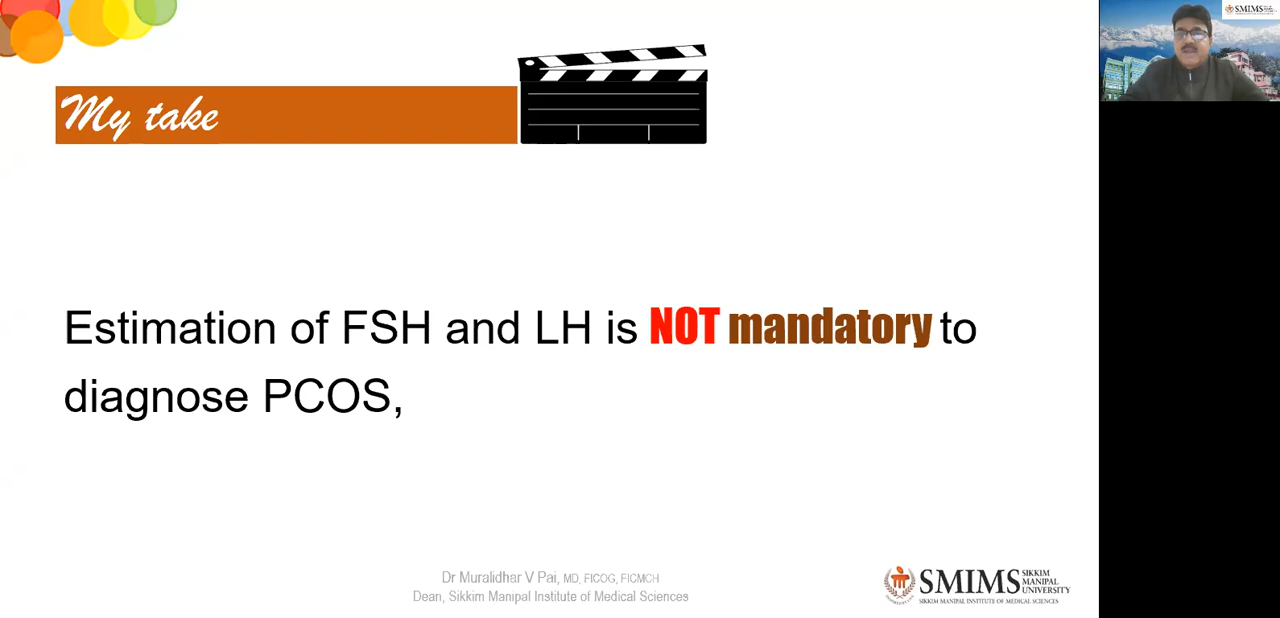 My take
Estimation of FSH and LH is NOT mandatory to
diagnose PCOS,
Dr Muralidhar V Pai, MD, FICOG, FICMCH
Dean, Sikkim Manipal Institute of Medical Sciences
SMIMS SIKKIM
MANIPAL
UNIVERSITY
SIKKIM MANIPAL INSTITUTE OF MEDICAL SCIENCES
SMIMS